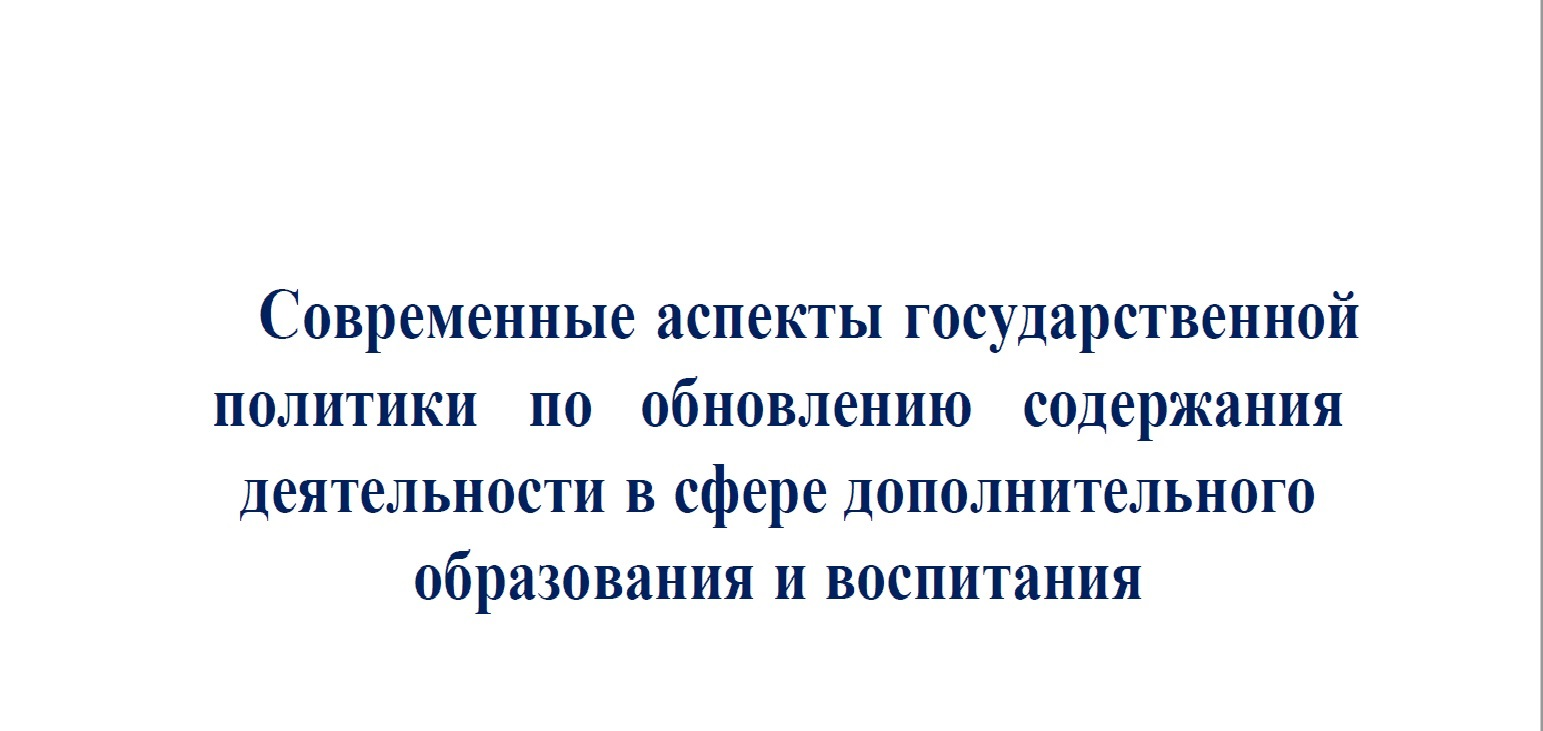 Современные аспекты государственной
политики по обновлению содержания
деятельности в сфере дополнительного
образования и воспитания